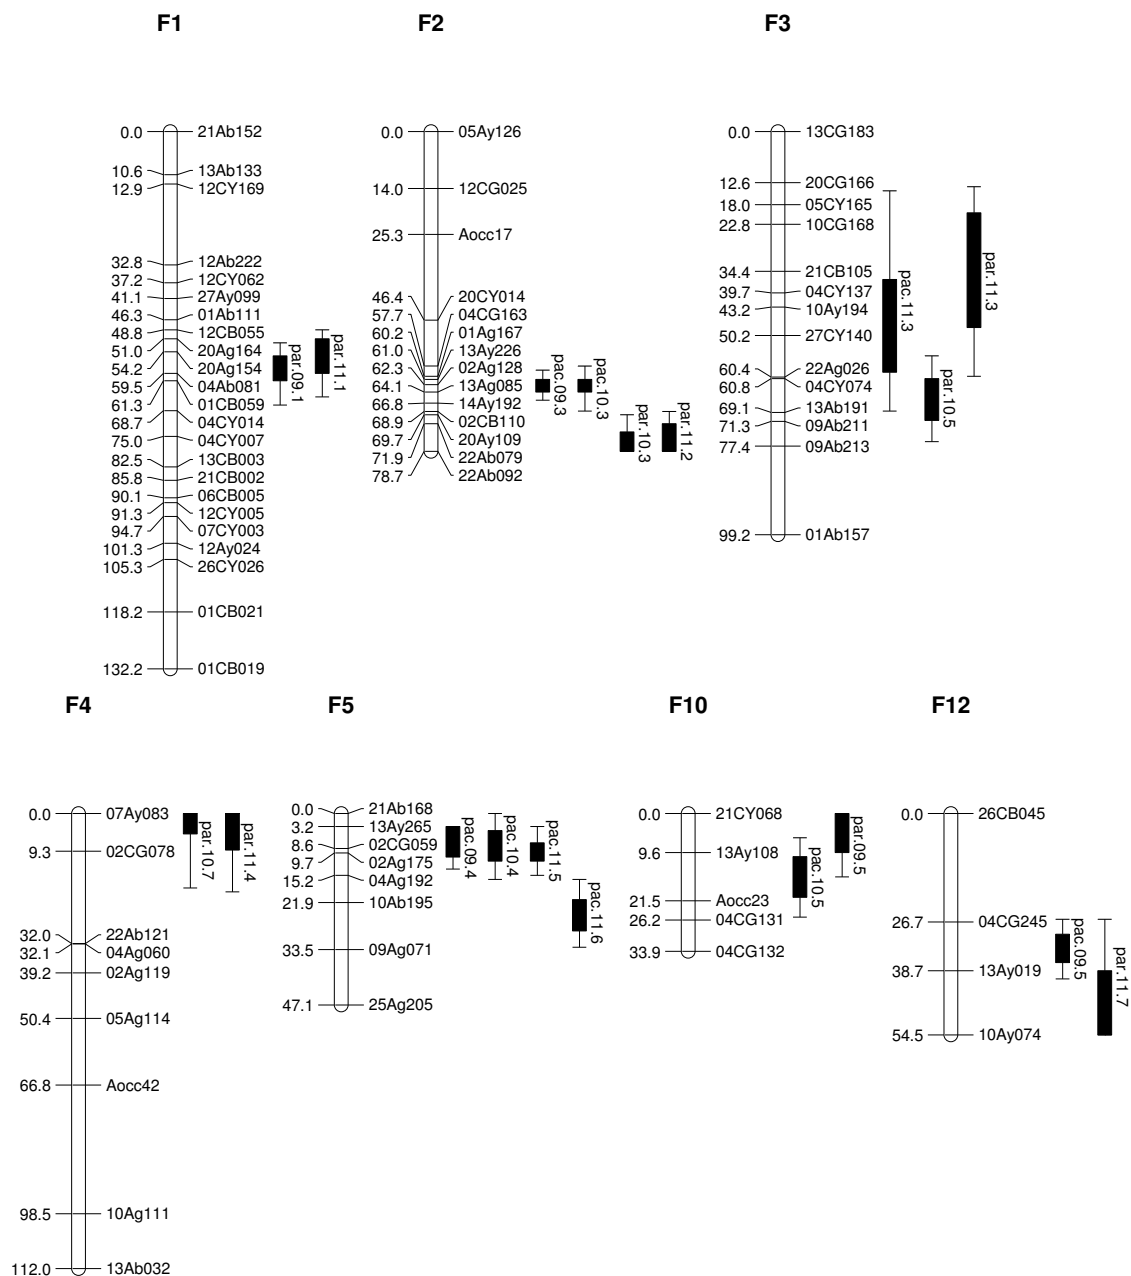 F1 F2 F3
0.0 21Ab152
10.6 13Ab133
12.9 12CY169
32.8 12Ab222
37.2 12CY062
41.1 27Ay099
46.3 01Ab111
48.8 12CB055
51.0 20Ag164
54.2 20Ag154
59.5 04Ab081
61.3 01CB059
68.7 04CY014
75.0 04CY007
82.5 13CB003
85.8 21CB002
90.1 06CB005
91.3 12CY005
94.7 07CY003
101.3 12Ay024
105.3 26CY026
118.2 01CB021
132.2 01CB019
par.09.1
par.11.1
0.0 05Ay126
14.0 12CG025
25.3 Aocc17
46.4 20CY014
57.7 04CG163
60.2 01Ag167
61.0 13Ay226
62.3 02Ag128
64.1 13Ag085
66.8 14Ay192
68.9 02CB110
69.7 20Ay109
71.9 22Ab079
78.7 22Ab092
pac.09.3
pac.10.3
par.10.3
par.11.2
0.0 13CG183
12.6 20CG166
18.0 05CY165
22.8 10CG168
34.4 21CB105
39.7 04CY137
43.2 10Ay194
50.2 27CY140
60.4 22Ag026
60.8 04CY074
69.1 13Ab191
71.3 09Ab211
77.4 09Ab213
99.2 01Ab157
pac.11.3
par.10.5
par.11.3
F4 F5 F10 F12
0.0 07Ay083
9.3 02CG078
32.0 22Ab121
32.1 04Ag060
39.2 02Ag119
50.4 05Ag114
66.8 Aocc42
98.5 10Ag111
112.0 13Ab032
par.10.7
par.11.4
0.0 21Ab168
3.2 13Ay265
8.6 02CG059
9.7 02Ag175
15.2 04Ag192
21.9 10Ab195
33.5 09Ag071
47.1 25Ag205
pac.09.4
pac.10.4
pac.11.5
pac.11.6
0.0 21CY068
9.6 13Ay108
21.5 Aocc23
26.2 04CG131
33.9 04CG132
pac.10.5
par.09.5
0.0 26CB045
26.7 04CG245
38.7 13Ay019
54.5 10Ay074
pac.09.5
par.11.7